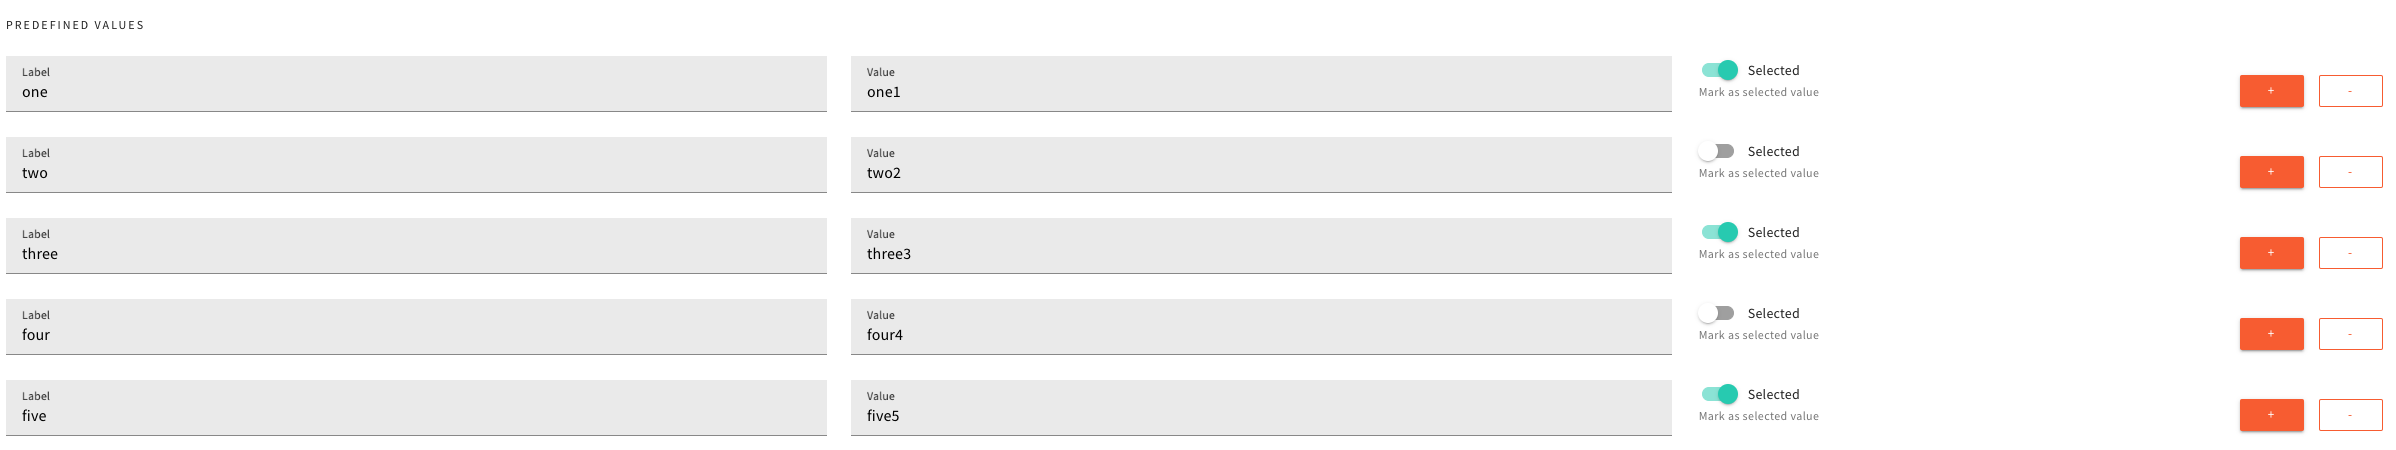 PREDEFINED VALUES
Label Value Selected
one one1 Mark as selected value + -
Label Value Selected
two two2 Mark as selected value + -
Label Value Selected
three three3 Mark as selected value + -
Label Value Selected
four four4 Mark as selected value + -
Label Value Selected
five five5 Mark as selected value + -